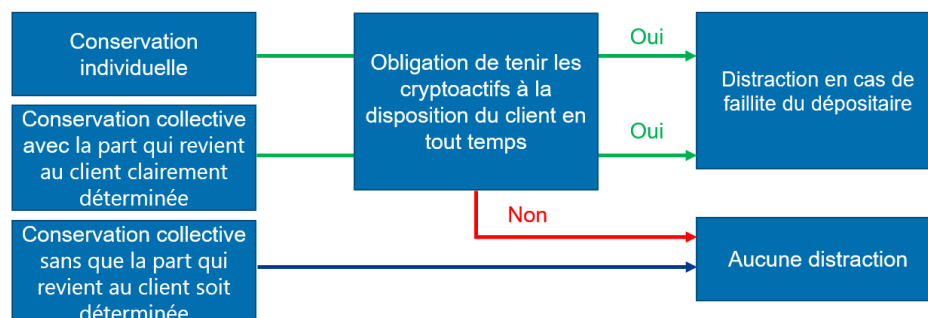 Conservation
individuelle
Obligation de tenir les
cryptoactifs à la
disposition du client en
tout temps
Oui
Oui
Distraction en cas de
faillite du dépositaire
Conservation collective
avec la part qui revient
au client clairement
déterminée
Non
Conservation collective
sans que la part qui
revient au client soit
déterminée
Aucune distraction